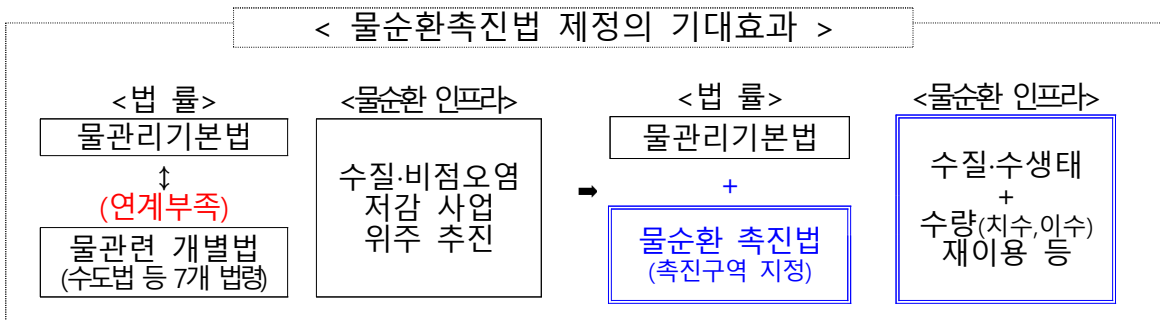 < 물순환촉진법 제정의 기대효과 >
<법 률>
물관리기본법
↕
(연계부족)
물관련 개별법
(수도법 등 7개 법령)
<물순환 인프라>
수질·비점오염
저감 사업
위주 추진
➡
<법 률>
물관리기본법
+
물순환 촉진법
(촉진구역 지정)
<물순환 인프라>
수질·수생태
+
수량(치수,이수)
재이용 등